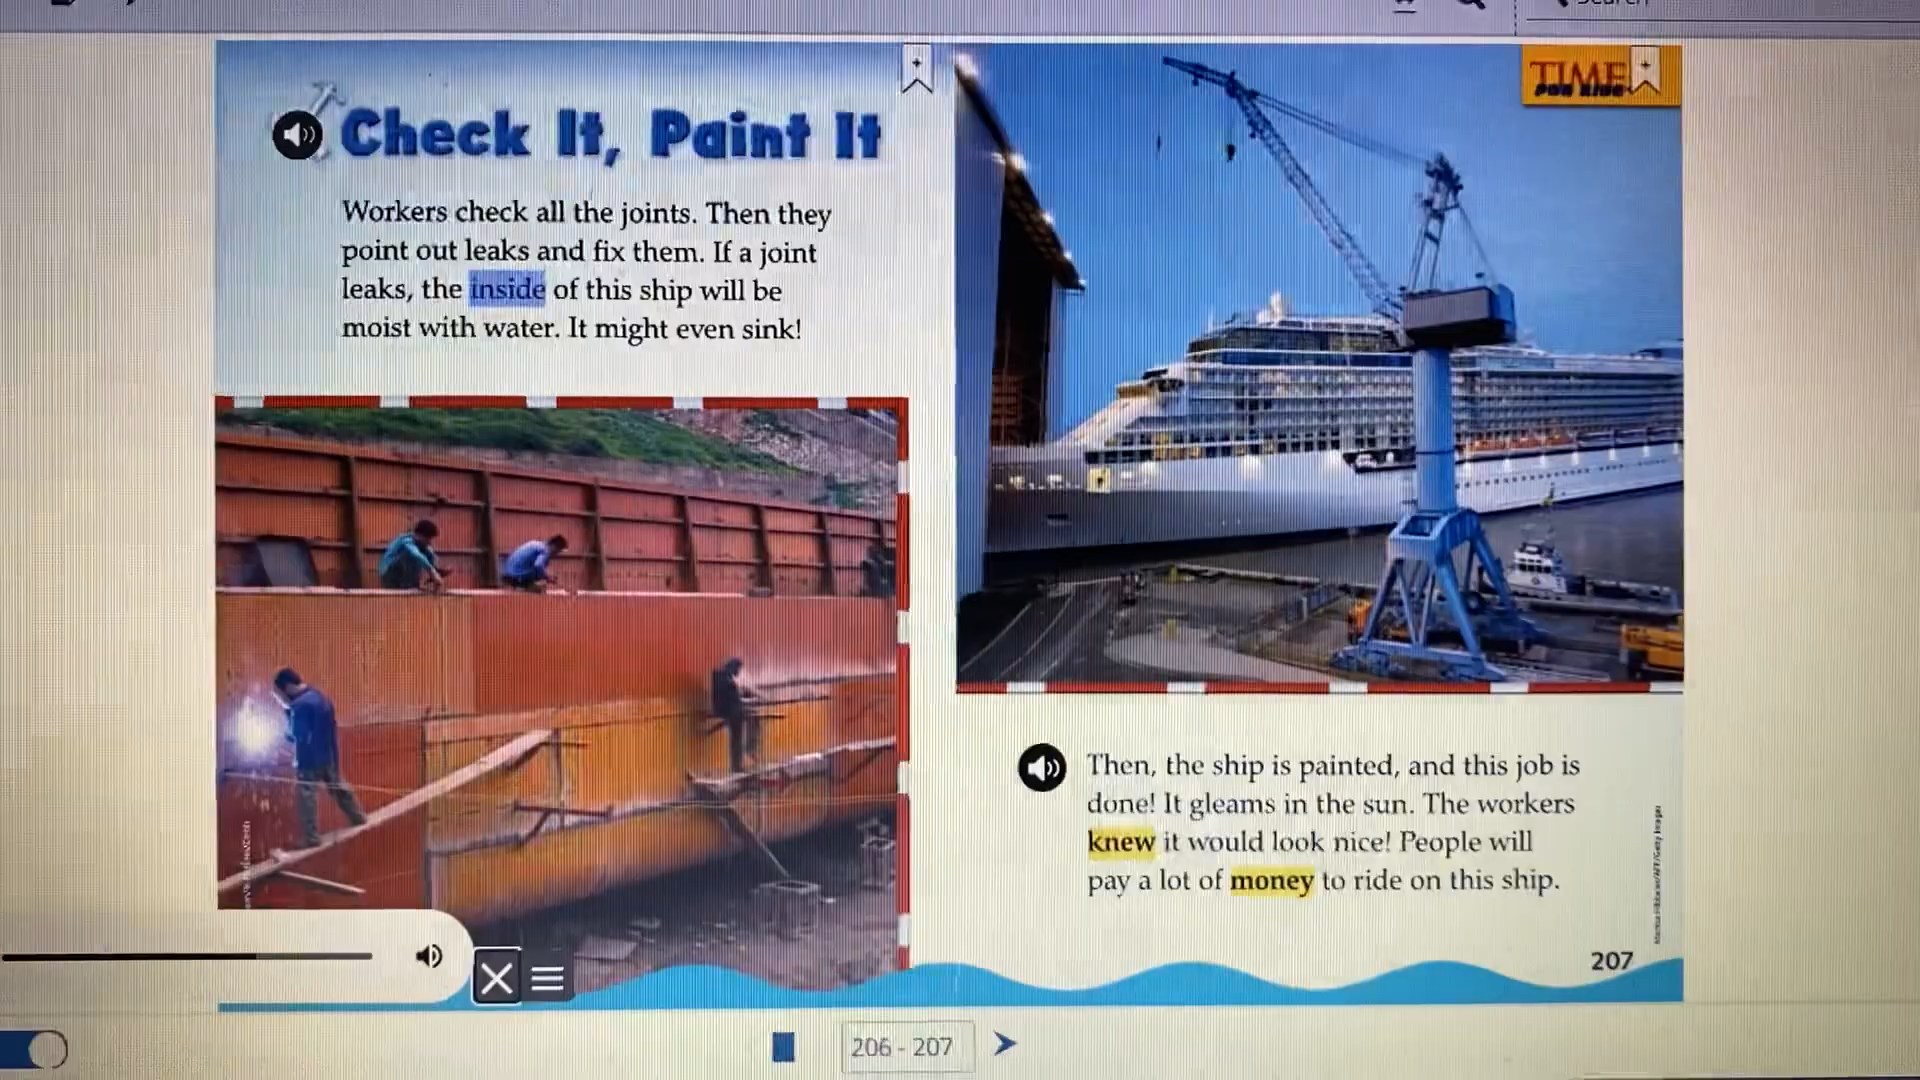 Search
TIME
FOR KIDS
Check It, Paint It
Workers check all the joints. Then they
point out leaks and fix them. If a joint
leaks, the inside of this ship will be
moist with water. It might even sink!
Then, the ship is painted, and this job is
done! It gleams in the sun. The workers
knew it would look nice! People will
pay a lot of money to ride on this ship.
207
206 - 207